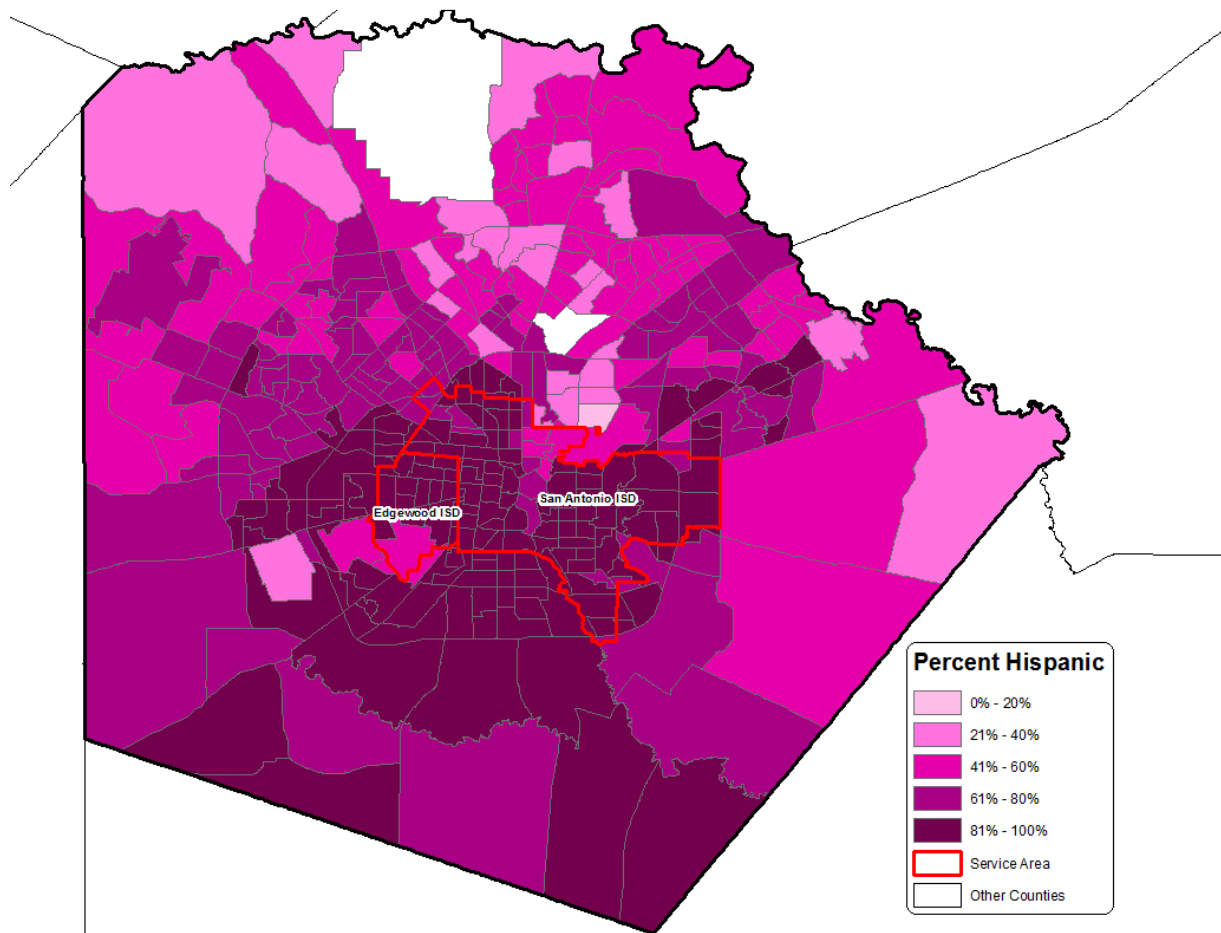 San Antonio ISD
Edgewood ISD
Percent Hispanic
0% - 20%
21% - 40%
41% - 60%
61% - 80%
81% - 100%
Service Area
Other Counties